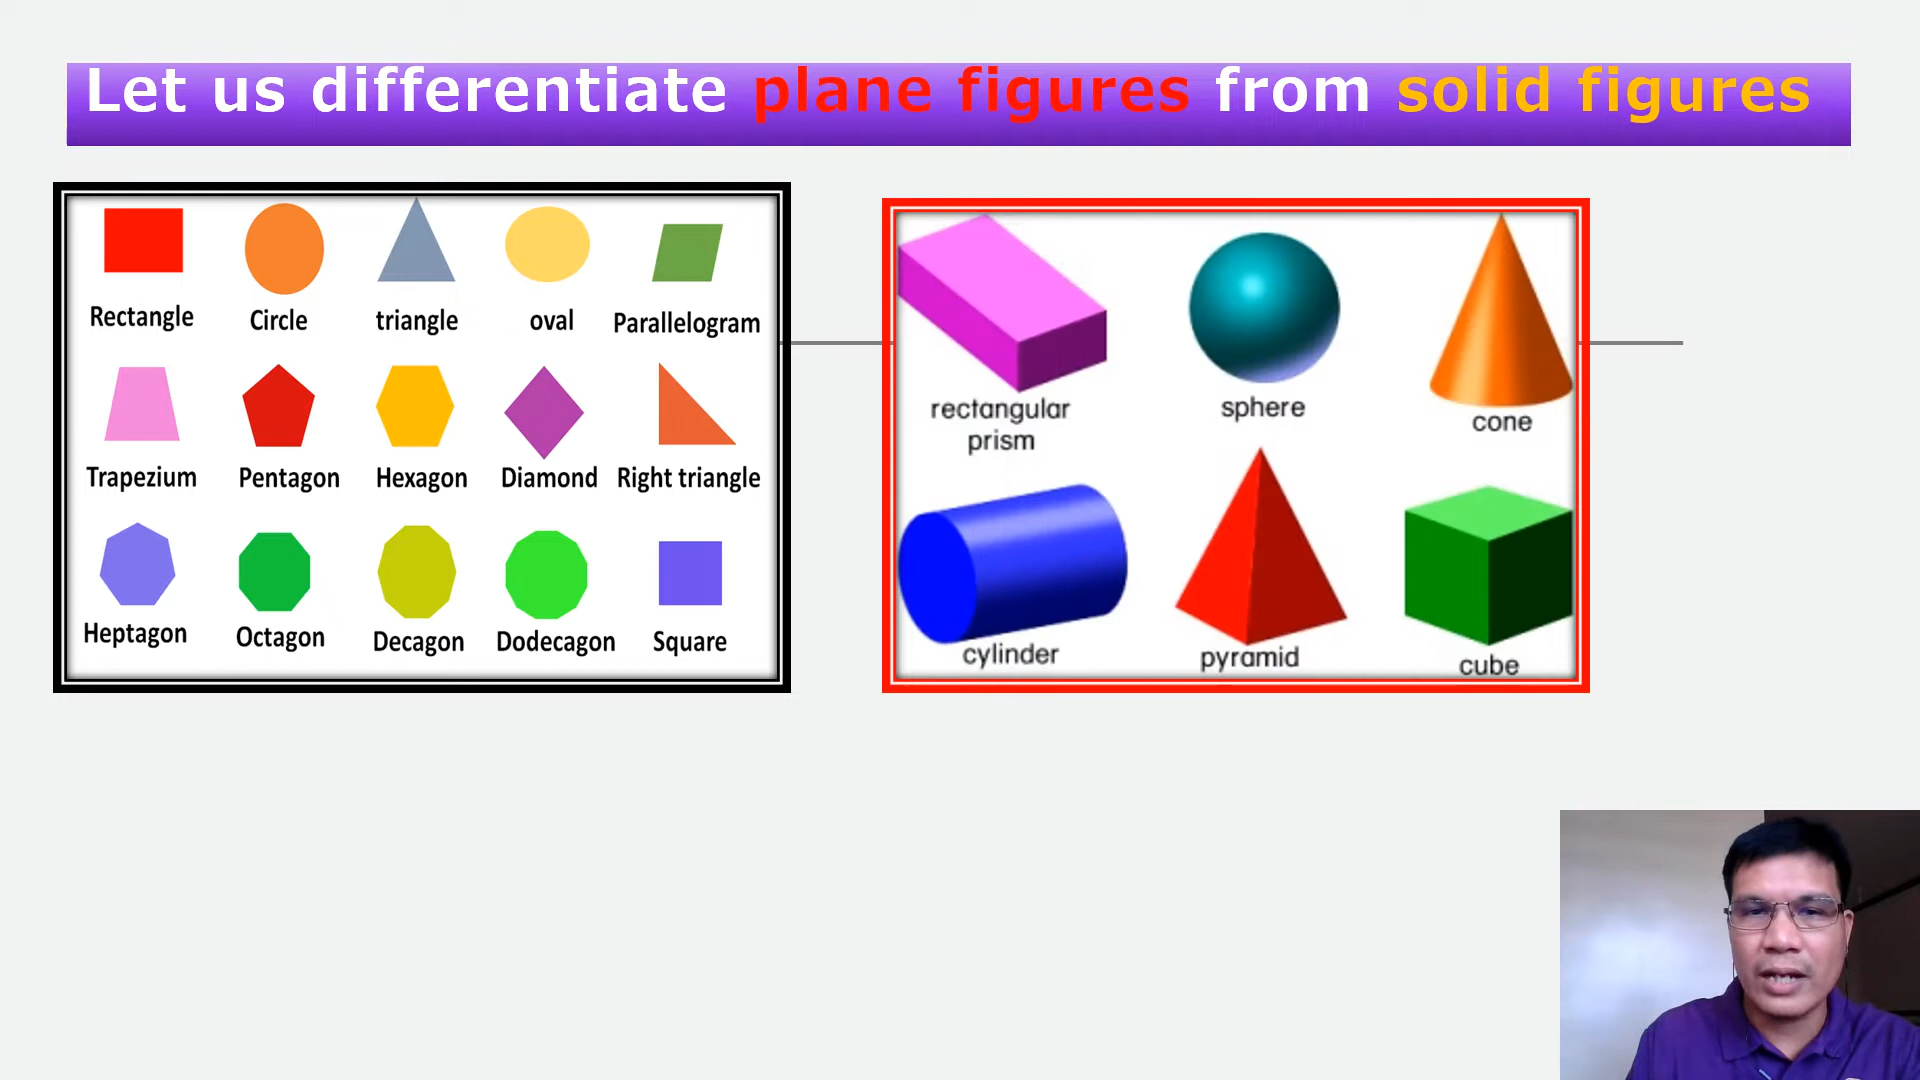 Let us differentiate plane figures from solid figures
Rectangle Circle triangle oval Parallelogram
Trapezium Pentagon Hexagon Diamond Right triangle
Heptagon Octagon Decagon Dodecagon Square
rectangular
prism
sphere
cone
cylinder
pyramid
cube